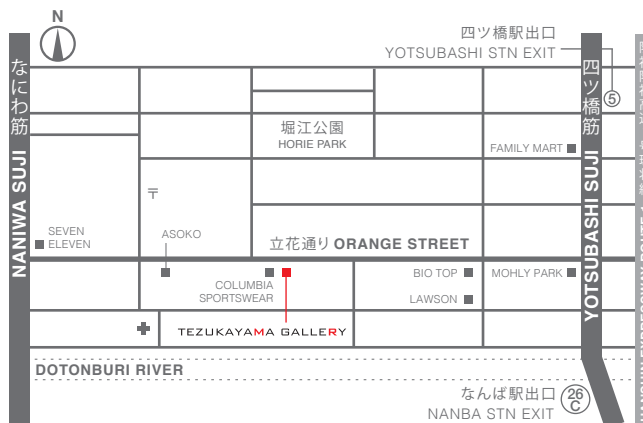 N
四ツ橋駅出口
YOTSUBASHI STN EXIT
5
なにわ筋
NANIWA SUJI
四ツ橋筋
YOTSUBASHI SUJI
堀江公園
HORIE PARK
FAMILY MART
〒
SEVEN
ELEVEN
ASOKO
立花通り ORANGE STREET
COLUMBIA
SPORTSWEAR
BIO TOP
MOHLY PARK
LAWSON
TEZUKAYAMA GALLERY
DOTONBURI RIVER
なんば駅出口
NANBA STN EXIT
26
C